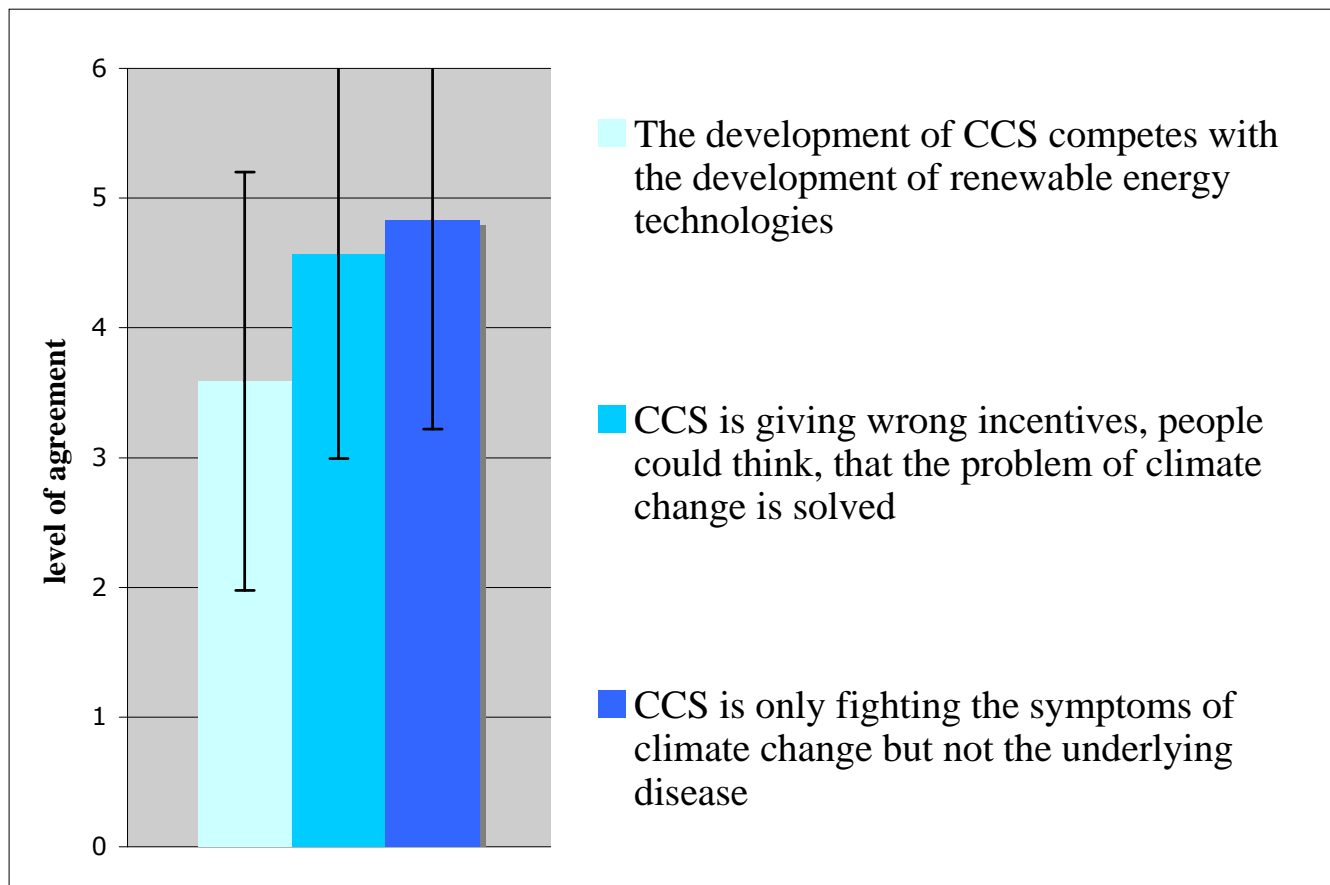 6
5
4
3
2
1
0
level of agreement
The development of CCS competes with
the development of renewable energy
technologies
CCS is giving wrong incentives, people
could think, that the problem of climate
change is solved
CCS is only fighting the symptoms of
climate change but not the underlying
disease